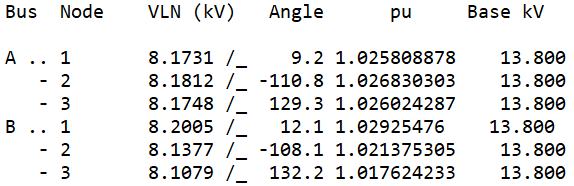 Bus Node VLN (kV) Angle pu Base kV
A .. 1 8.1731 /_ 9.2 1.025808878 13.800
- 2 8.1812 /_ -110.8 1.026830303 13.800
- 3 8.1748 /_ 129.3 1.026024287 13.800
B .. 1 8.2005 /_ 12.1 1.02925476 13.800
- 2 8.1377 /_ -108.1 1.021375305 13.800
- 3 8.1079 /_ 132.2 1.017624233 13.800